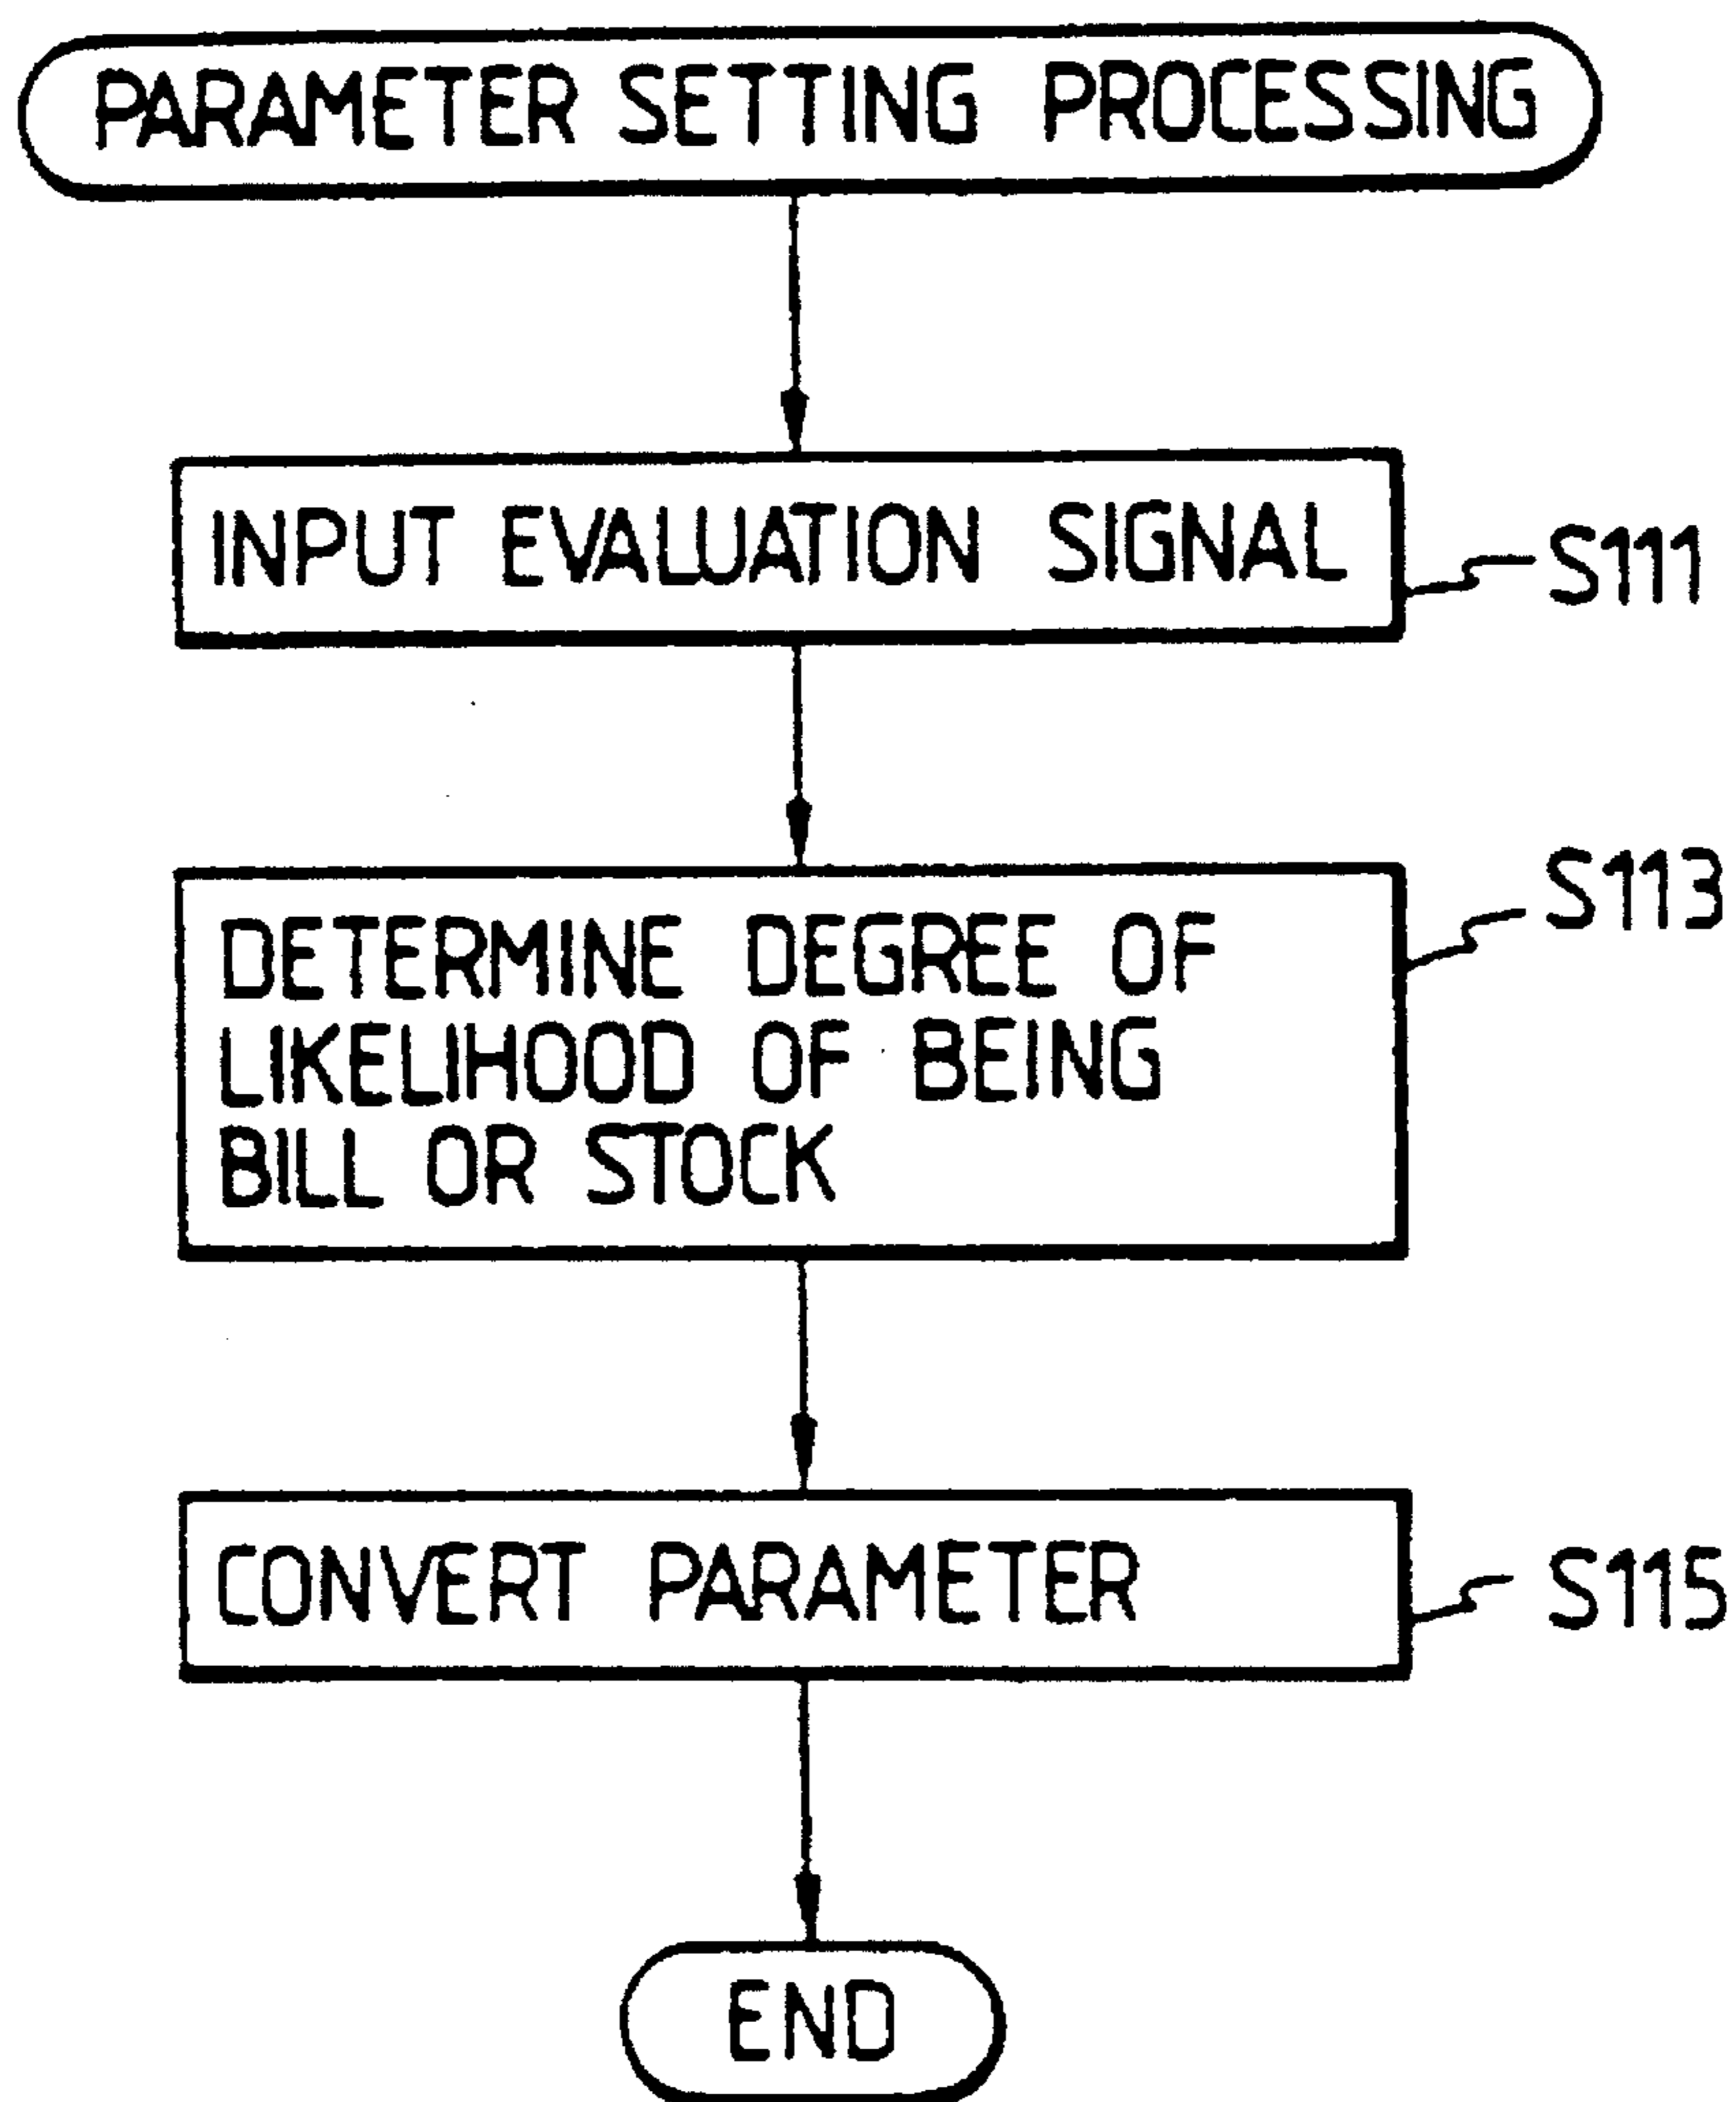 PARAMETER SETTING PROCESSING
INPUT EVALUATION SIGNAL
S111
S113
DETERMINE DEGREE OF
LIKELIHOOD OF BEING
BILL OR STOCK
CONVERT PARAMETER
S115
END